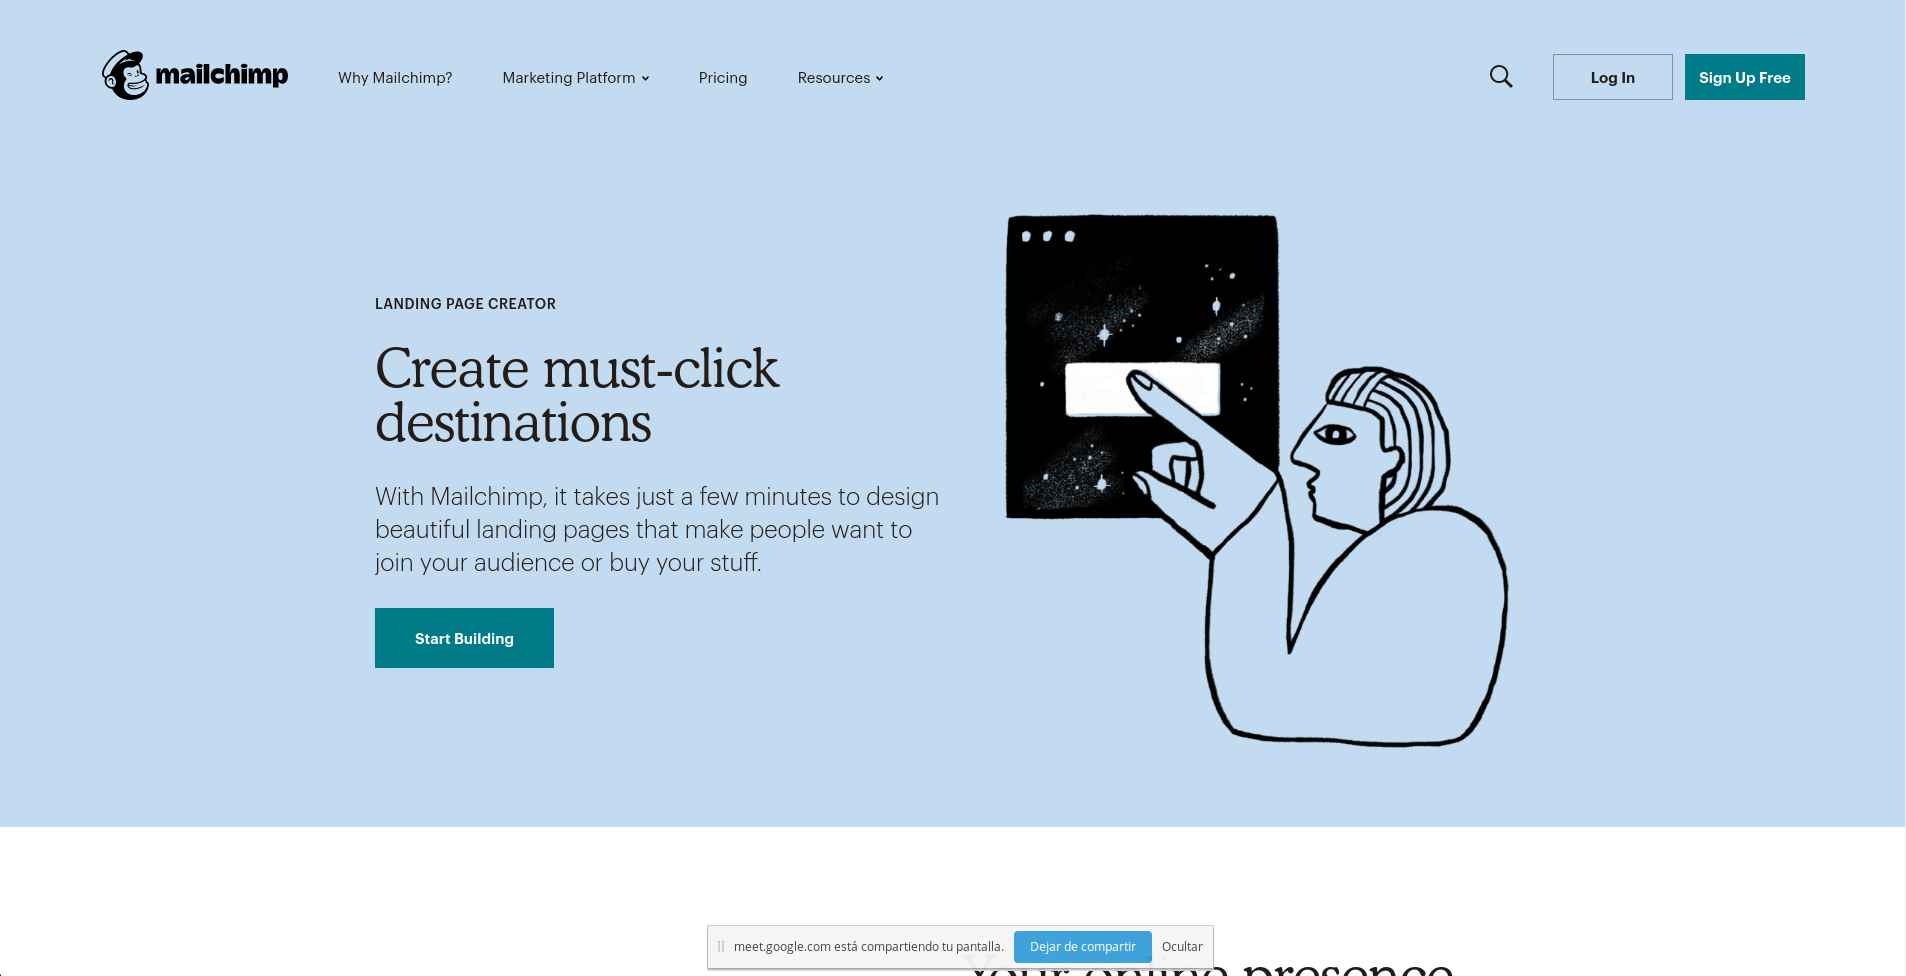 mailchimp
Why Mailchimp?
Marketing Platform
Pricing
Resources
Log In
Sign Up Free
LANDING PAGE CREATOR
Create must-click
destinations
With Mailchimp, it takes just a few minutes to design
beautiful landing pages that make people want to
join your audience or buy your stuff.
Start Building
meet.google.com está compartiendo tu pantalla.
Dejar de compartir
Ocultar
Your online presence